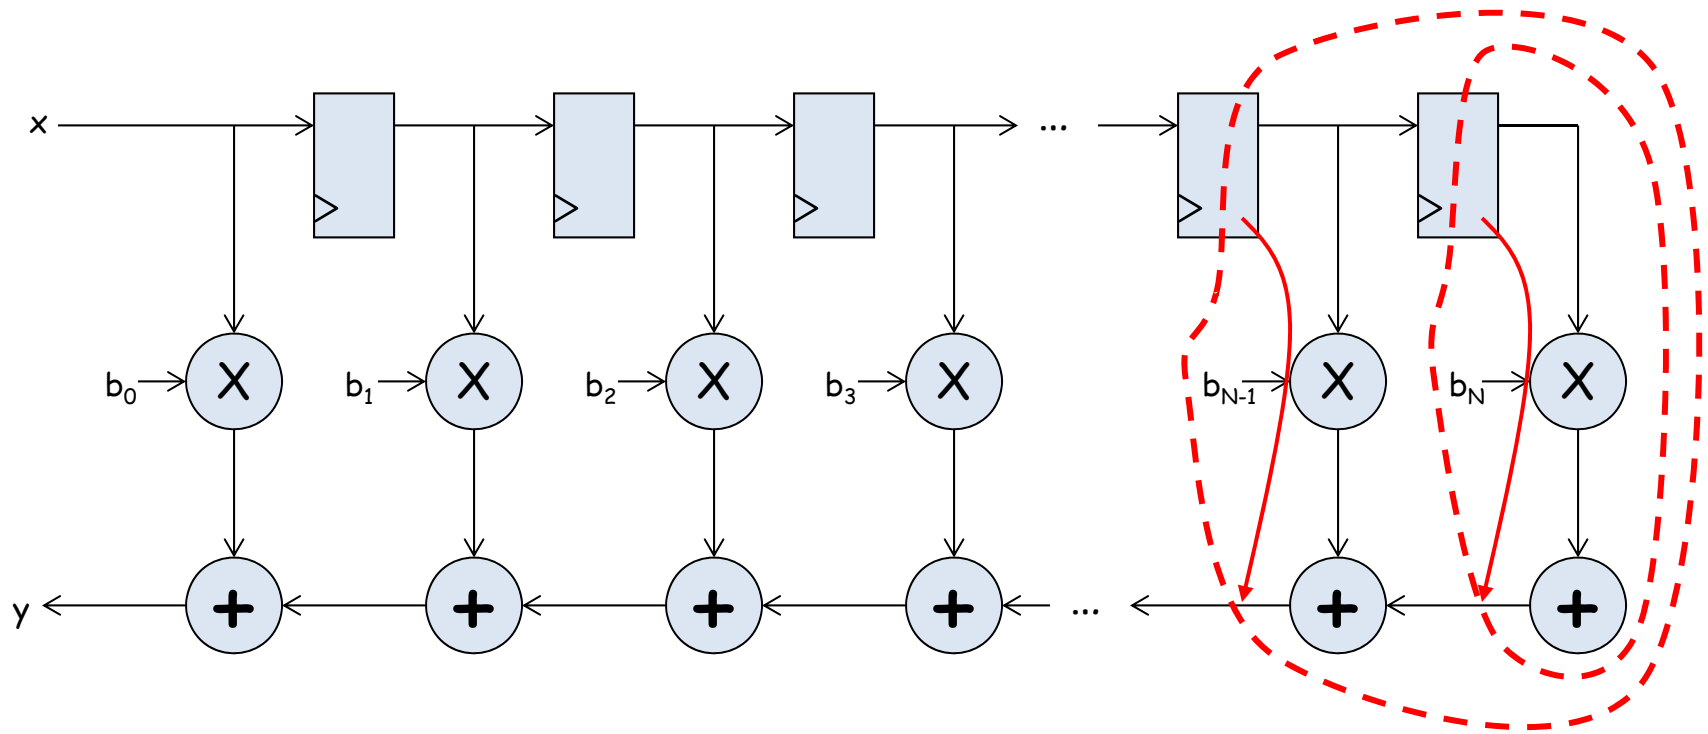 x ...
b0 b1 b2 b3 bN-1 bN
X X X X X X
+ + + + + +
y ...